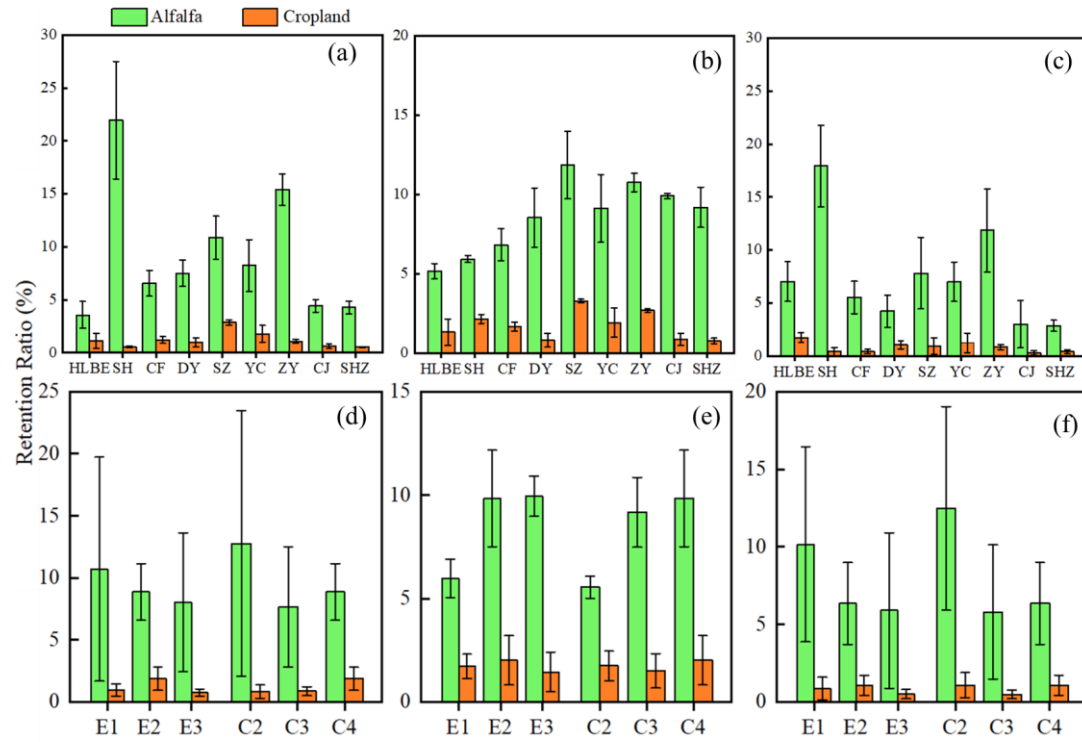 Alfalfa Cropland
Retention Ratio (%)
(a)
30
25
20
15
10
5
0
HLBE SH CF DY SZ YC ZY CJ SHZ
(b)
20
15
10
5
0
HLBE SH CF DY SZ YC ZY CJ SHZ
(c)
30
25
20
15
10
5
0
HLBE SH CF DY SZ YC ZY CJ SHZ
(d)
25
20
15
10
5
0
E1 E2 E3 C2 C3 C4
(e)
15
10
5
0
E1 E2 E3 C2 C3 C4
(f)
20
15
10
5
0
E1 E2 E3 C2 C3 C4